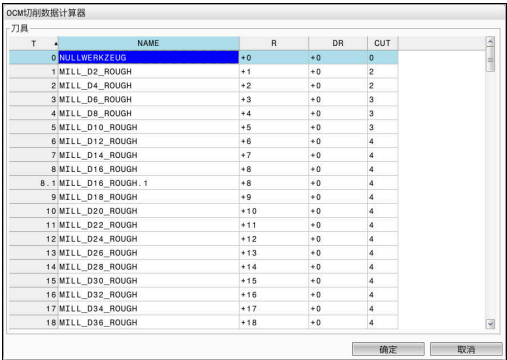 OCM切削数据计算器
刀具
T NAME R DR CUT
0 NULLWERKZEUG +0 +0 0
1 MILL_D2_ROUGH +1 +0 2
2 MILL_D4_ROUGH +2 +0 2
3 MILL_D6_ROUGH +3 +0 3
4 MILL_D8_ROUGH +4 +0 3
5 MILL_D10_ROUGH +5 +0 3
6 MILL_D12_ROUGH +6 +0 4
7 MILL_D14_ROUGH +7 +0 4
8 MILL_D16_ROUGH +8 +0 4
8.1 MILL_D16_ROUGH.1 +8 +0 4
9 MILL_D18_ROUGH +9 +0 4
10 MILL_D20_ROUGH +10 +0 4
11 MILL_D22_ROUGH +11 +0 4
12 MILL_D24_ROUGH +12 +0 4
13 MILL_D26_ROUGH +13 +0 4
14 MILL_D28_ROUGH +14 +0 4
15 MILL_D30_ROUGH +15 +0 4
16 MILL_D32_ROUGH +16 +0 4
17 MILL_D34_ROUGH +17 +0 4
18 MILL_D36_ROUGH +18 +0 4
确定 取消